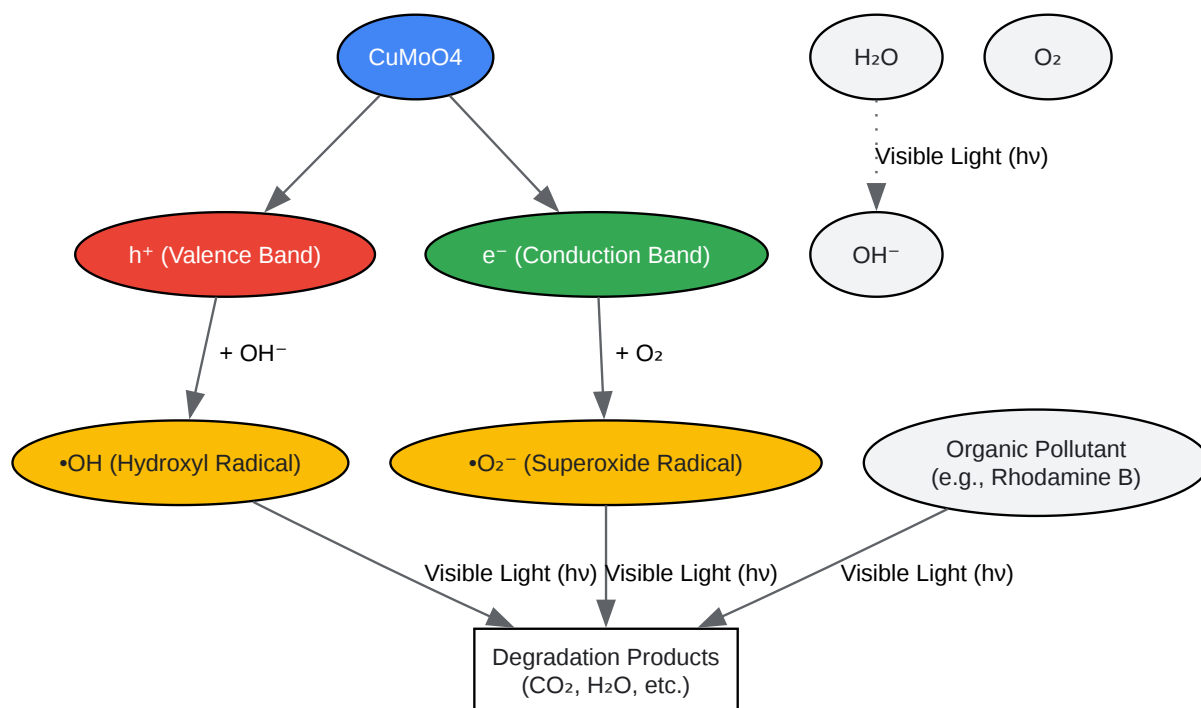 CuMoO4
H₂O
O₂
Visible Light (hν)
h⁺ (Valence Band)
e⁻ (Conduction Band)
OH⁻
+ OH⁻
+ O₂
•OH (Hydroxyl Radical)
•O₂⁻ (Superoxide Radical)
Organic Pollutant
(e.g., Rhodamine B)
Visible Light (hν)
Visible Light (hν)
Visible Light (hν)
Degradation Products
(CO₂, H₂O, etc.)